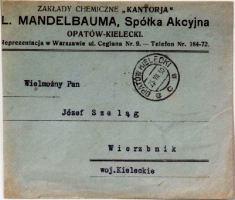 ZAKŁADY CHEMICZNE „KANTORJA"
L. MANDELBAUMA, Spółka Akcyjna
OPATÓW-KIELECKI.
Reprezentacja w Warszawie ul. Ceglana Nr. 9. — Telefon Nr. 184-72.
Wielmożny Pan
OPATÓW KIELECKI
Józef Szeląg
Wierzbnik
woj.Kieleckie